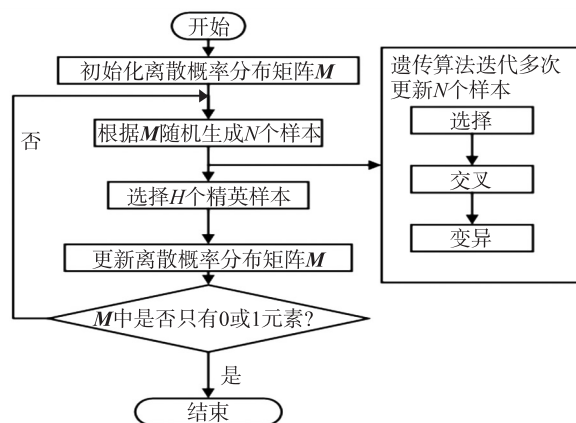 开始
初始化离散概率分布矩阵M
否
根据M随机生成N个样本
选择H个精英样本
更新离散概率分布矩阵M
M中是否只有0或1元素?
是
结束
遗传算法迭代多次
更新N个样本
选择
交叉
变异